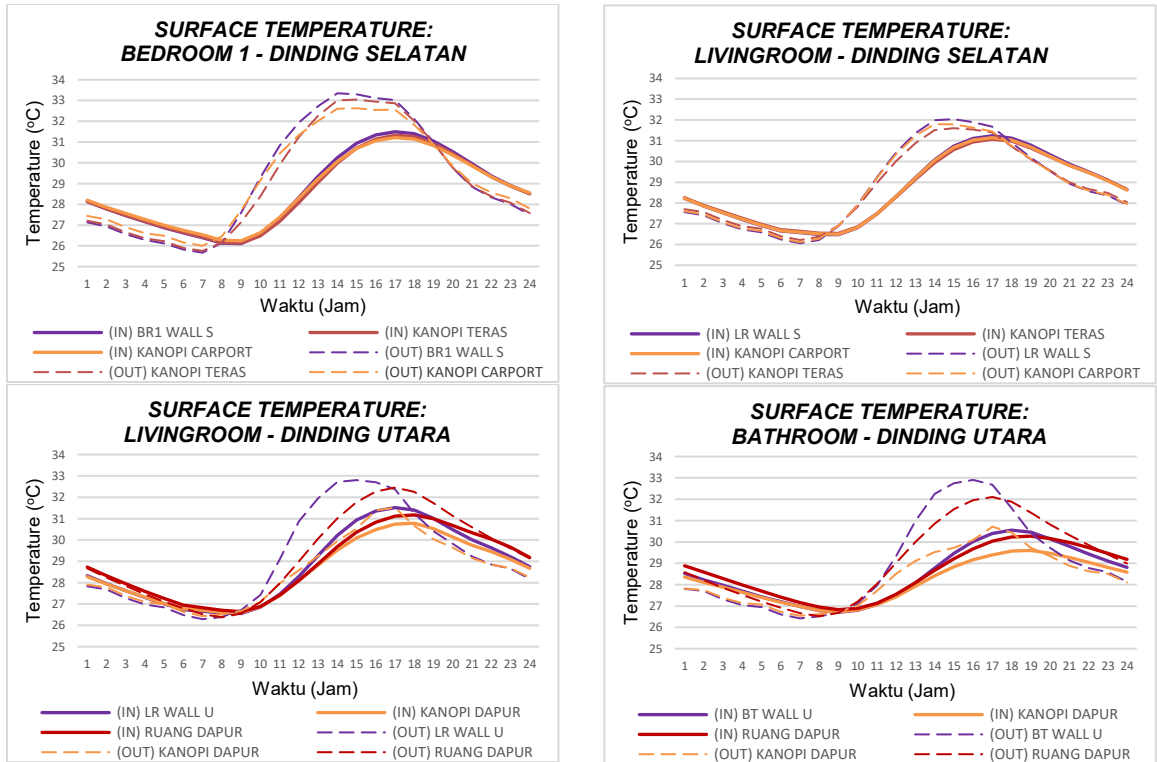 SURFACE TEMPERATURE:
BEDROOM 1 - DINDING SELATAN
Temperature (°C)
34
33
32
31
30
29
28
27
26
25
1 2 3 4 5 6 7 8 9 10 11 12 13 14 15 16 17 18 19 20 21 22 23 24
Waktu (Jam)
(IN) BR1 WALL S (IN) KANOPI TERAS
(IN) KANOPI CARPORT (OUT) BR1 WALL S
(OUT) KANOPI TERAS (OUT) KANOPI CARPORT
SURFACE TEMPERATURE:
LIVINGROOM - DINDING SELATAN
Temperature (°C)
34
33
32
31
30
29
28
27
26
25
1 2 3 4 5 6 7 8 9 10 11 12 13 14 15 16 17 18 19 20 21 22 23 24
Waktu (Jam)
(IN) LR WALL S (IN) KANOPI TERAS
(IN) KANOPI CARPORT (OUT) LR WALL S
(OUT) KANOPI TERAS (OUT) KANOPI CARPORT
SURFACE TEMPERATURE:
LIVINGROOM - DINDING UTARA
Temperature (°C)
34
33
32
31
30
29
28
27
26
25
1 2 3 4 5 6 7 8 9 10 11 12 13 14 15 16 17 18 19 20 21 22 23 24
Waktu (Jam)
(IN) LR WALL U (IN) KANOPI DAPUR
(IN) RUANG DAPUR (OUT) LR WALL U
(OUT) KANOPI DAPUR (OUT) RUANG DAPUR
SURFACE TEMPERATURE:
BATHROOM - DINDING UTARA
Temperature (°C)
34
33
32
31
30
29
28
27
26
25
1 2 3 4 5 6 7 8 9 10 11 12 13 14 15 16 17 18 19 20 21 22 23 24
Waktu (Jam)
(IN) BT WALL U (IN) KANOPI DAPUR
(IN) RUANG DAPUR (OUT) BT WALL U
(OUT) KANOPI DAPUR (OUT) RUANG DAPUR